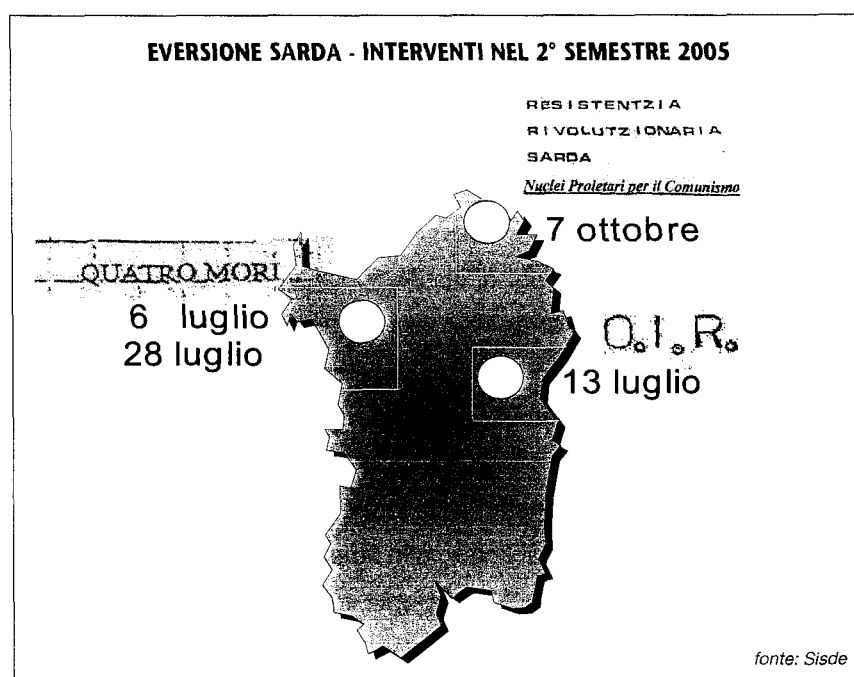 EVERSIONE SARDA - INTERVENTI NEL 2° SEMESTRE 2005
RESISTENTZIA
RIVOLUTZIONARIA
SARDA
Nuclei Proletari per il Comunismo
7 ottobre
QUATRO MORI
6 luglio
28 luglio
O.I.R.
13 luglio
fonte: Sisde